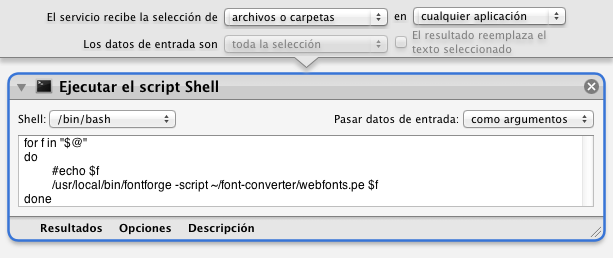 El servicio recibe la selección de archivos o carpetas en cualquier aplicación
Los datos de entrada son toda la selección El resultado reemplaza el
texto seleccionado
Ejecutar el script Shell
Shell: /bin/bash Pasar datos de entrada: como argumentos
for f in "$@"
do
#echo $f
/usr/local/bin/fontforge -script ~/font-converter/webfonts.pe $f
done
Resultados Opciones Descripción